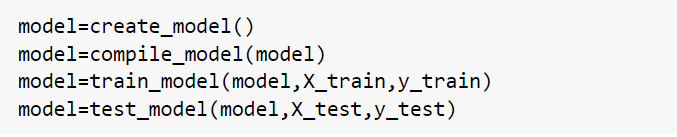 model=create_model()
model=compile_model(model)
model=train_model(model,X_train,y_train)
model=test_model(model,X_test,y_test)